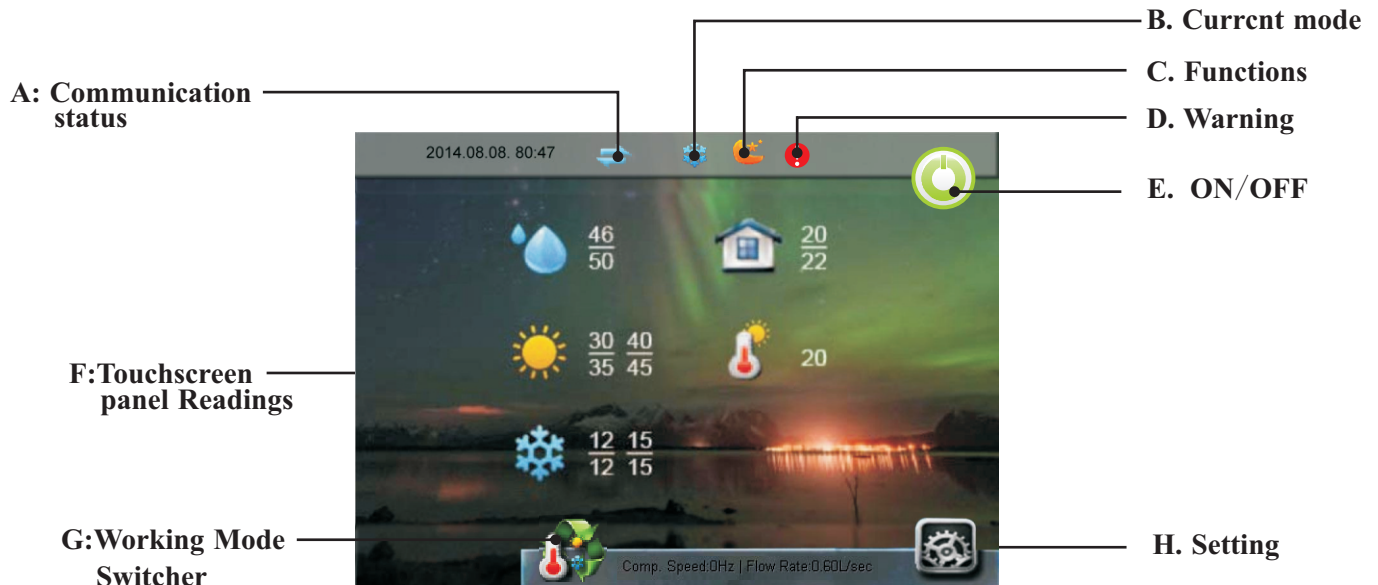 B. Currcnt mode
A: Communication
status
C. Functions
D. Warning
2014.08.08. 80:47
E. ON/OFF
46
50
20
22
30 40
35 45
20
F:Touchscreen
panel Readings
12 15
12 15
G:Working Mode
Switcher
Comp. Speed:0Hz | Flow Rate:0.60L/sec
H. Setting